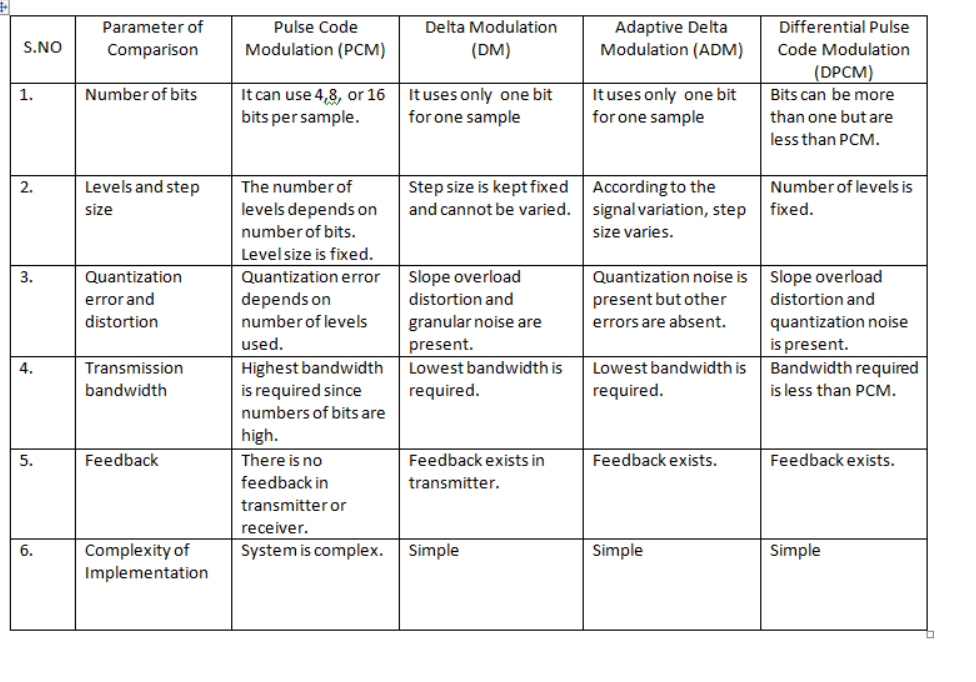 S.NO
Parameter of
Comparison
Pulse Code
Modulation (PCM)
Delta Modulation
(DM)
Adaptive Delta
Modulation (ADM)
Differential Pulse
Code Modulation
(DPCM)
1.
Number of bits
It can use 4,8, or 16
bits per sample.
It uses only one bit
for one sample
It uses only one bit
for one sample
Bits can be more
than one but are
less than PCM.
2.
Levels and step
size
The number of
levels depends on
number of bits.
Level size is fixed.
Step size is kept fixed
and cannot be varied.
According to the
signal variation, step
size varies.
Number of levels is
fixed.
3.
Quantization
error and
distortion
Quantization error
depends on
number of levels
used.
Slope overload
distortion and
granular noise are
present.
Quantization noise is
present but other
errors are absent.
Slope overload
distortion and
quantization noise
is present.
4.
Transmission
bandwidth
Highest bandwidth
is required since
numbers of bits are
high.
Lowest bandwidth is
required.
Lowest bandwidth is
required.
Bandwidth required
is less than PCM.
5.
Feedback
There is no
feedback in
transmitter or
receiver.
Feedback exists in
transmitter.
Feedback exists.
Feedback exists.
6.
Complexity of
Implementation
System is complex.
Simple
Simple
Simple